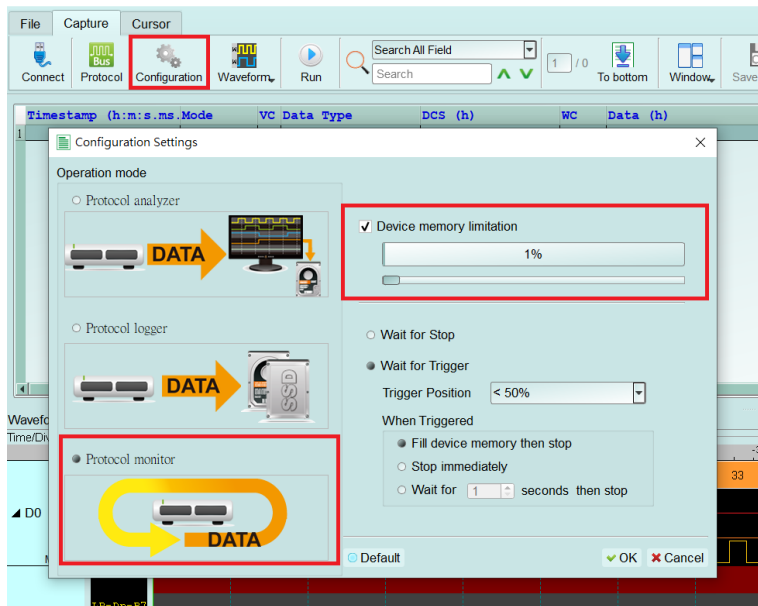 File Capture Cursor
Connect Protocol Configuration Waveform Run Search All Field Search 1 / 0 To bottom Window Save
Bus
Timestamp (h:m:s.ms. Mode VC Data Type DCS (h) WC Data (h)
1
Configuration Settings
Operation mode
Protocol analyzer
DATA
Protocol logger
DATA
SSD
Protocol monitor
DATA
Device memory limitation
1%
Wait for Stop
Wait for Trigger
Trigger Position < 50%
When Triggered
Fill device memory then stop
Stop immediately
Wait for 1 seconds then stop
Default OK Cancel
Time/Div
33
D0